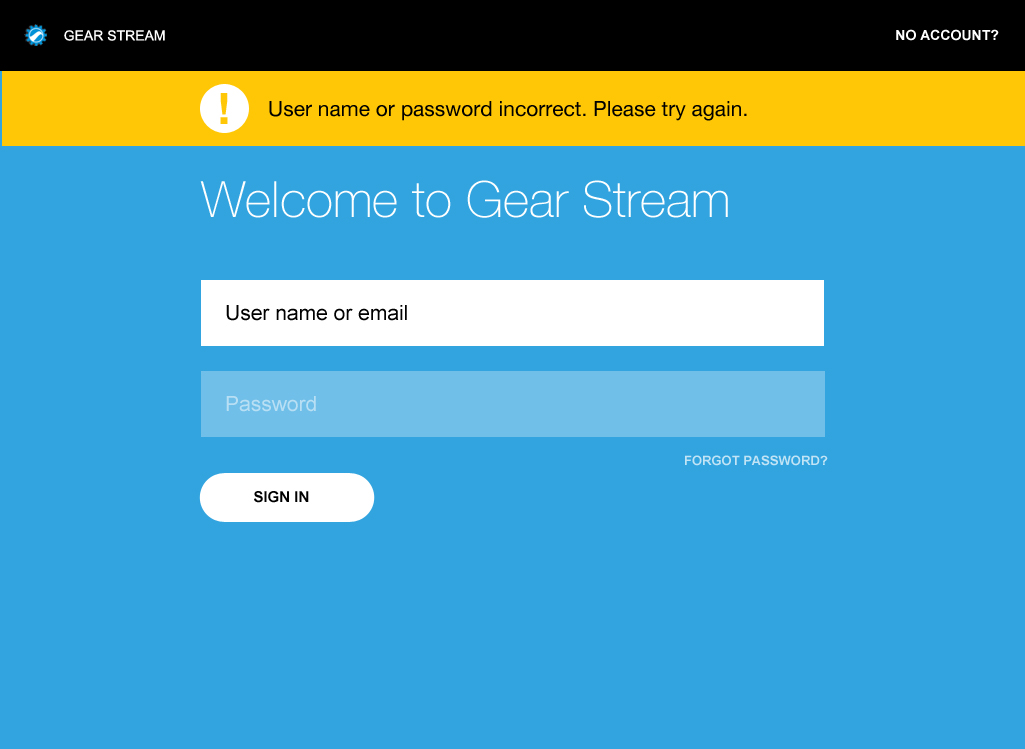 GEAR STREAM
NO ACCOUNT?
User name or password incorrect. Please try again.
Welcome to Gear Stream
User name or email
Password
FORGOT PASSWORD?
SIGN IN